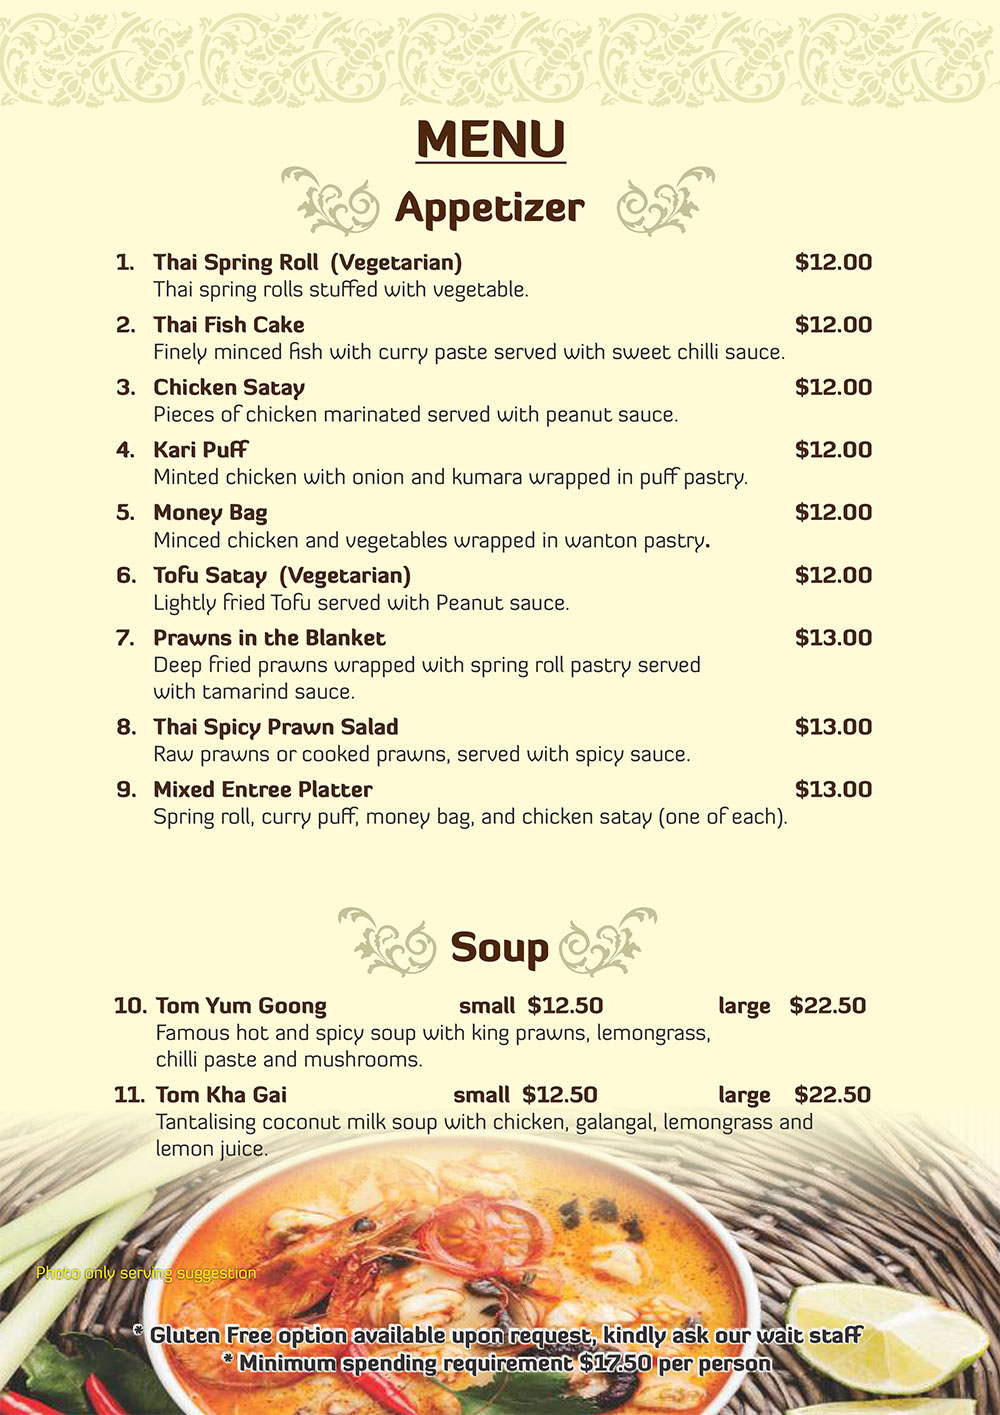 MENU
Appetizer
1. Thai Spring Roll (Vegetarian) $12.00
Thai spring rolls stuffed with vegetable.
2. Thai Fish Cake $12.00
Finely minced fish with curry paste served with sweet chilli sauce.
3. Chicken Satay $12.00
Pieces of chicken marinated served with peanut sauce.
4. Kari Puff $12.00
Minted chicken with onion and kumara wrapped in puff pastry.
5. Money Bag $12.00
Minced chicken and vegetables wrapped in wanton pastry.
6. Tofu Satay (Vegetarian) $12.00
Lightly fried Tofu served with Peanut sauce.
7. Prawns in the Blanket $13.00
Deep fried prawns wrapped with spring roll pastry served
with tamarind sauce.
8. Thai Spicy Prawn Salad $13.00
Raw prawns or cooked prawns, served with spicy sauce.
9. Mixed Entree Platter $13.00
Spring roll, curry puff, money bag, and chicken satay (one of each).
Soup
10. Tom Yum Goong small $12.50 large $22.50
Famous hot and spicy soup with king prawns, lemongrass,
chilli paste and mushrooms.
11. Tom Kha Gai small $12.50 large $22.50
Tantalising coconut milk soup with chicken, galangal, lemongrass and
lemon juice.
Photo only serving suggestion
* Gluten Free option available upon request, kindly ask our wait staff
* Minimum spending requirement $17.50 per person